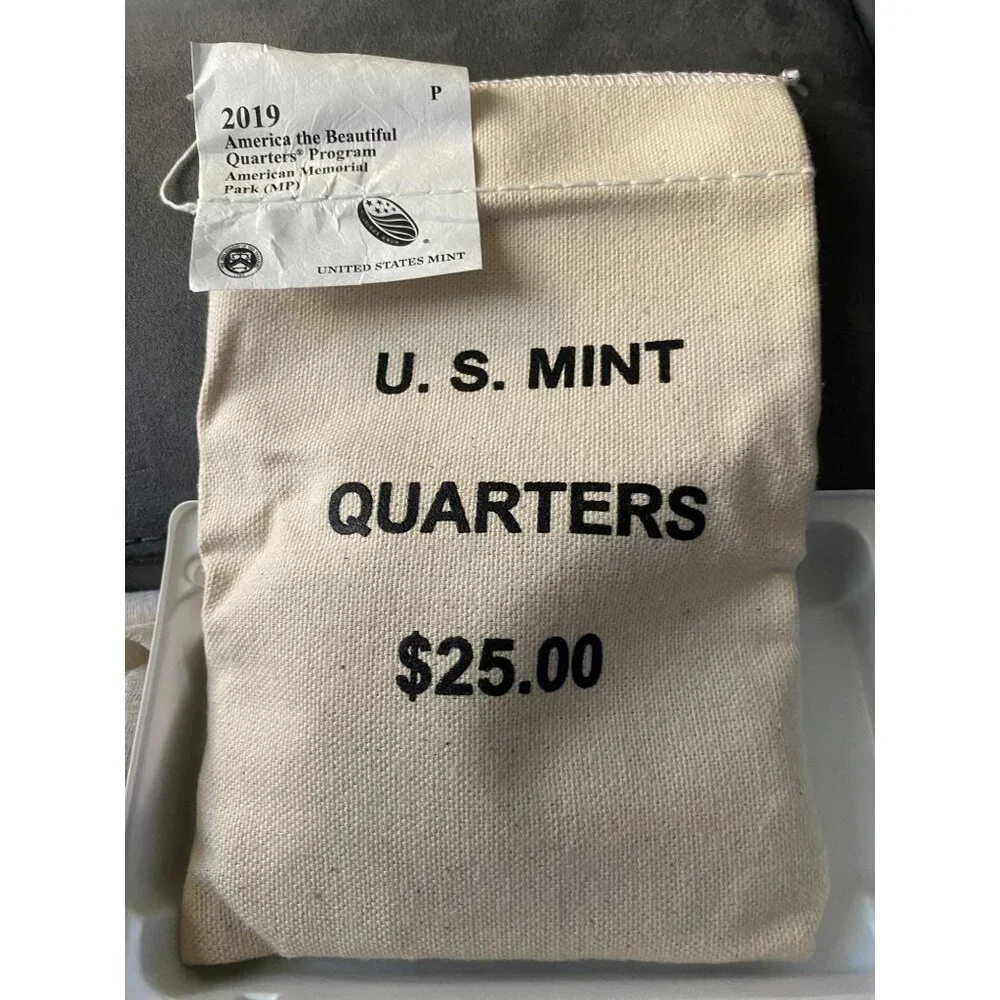 P
2019
America the Beautiful
Quarters® Program
American Memorial
Park (MP)
®
UNITED STATES MINT
U. S. MINT
QUARTERS
$25.00